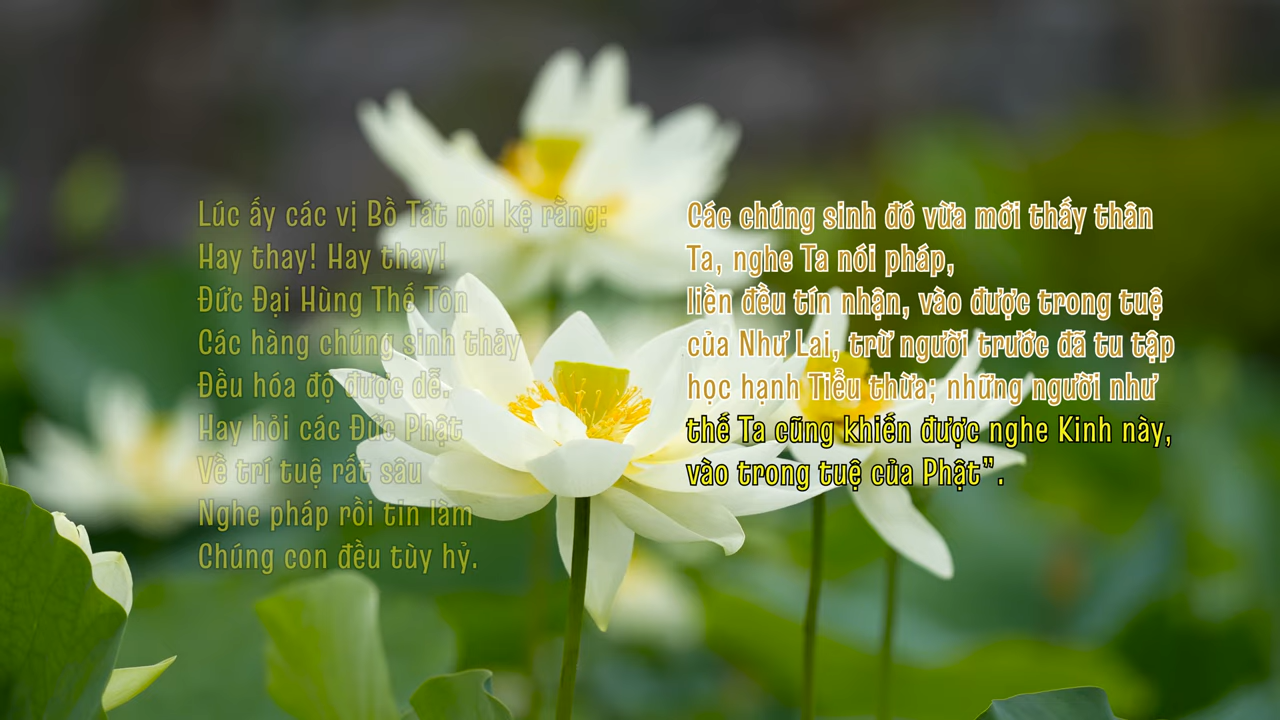 Lúc ấy các vị Bồ Tát nói kệ rằng:
Hay thay! Hay thay!
Đức Đại Hùng Thế Tôn
Các hàng chúng sinh thảy
Đều hóa độ được dễ.
Hay hỏi các Đức Phật
Về trí tuệ rất sâu
Nghe pháp rồi tin làm
Chúng con đều tùy hỷ.
Các chúng sinh đó vừa mới thấy thân
Ta, nghe Ta nói pháp,
liền đều tín nhận, vào được trong tuệ
của Như Lai, trừ người trước đã tu tập
học hạnh Tiểu thừa; những người như
thế Ta cũng khiến được nghe Kinh này,
vào trong tuệ của Phật”.